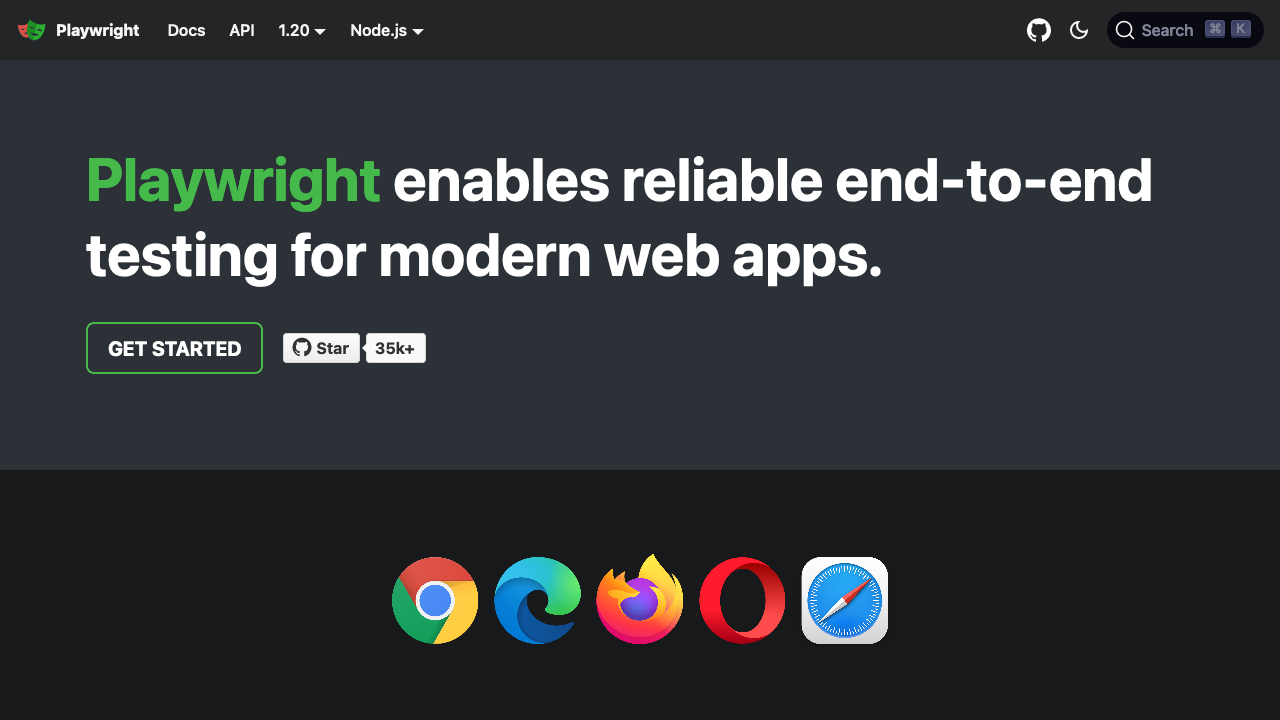 Playwright Docs API 1.20 Node.js Search ⌘ K
Playwright enables reliable end-to-end
testing for modern web apps.
GET STARTED Star 35k+